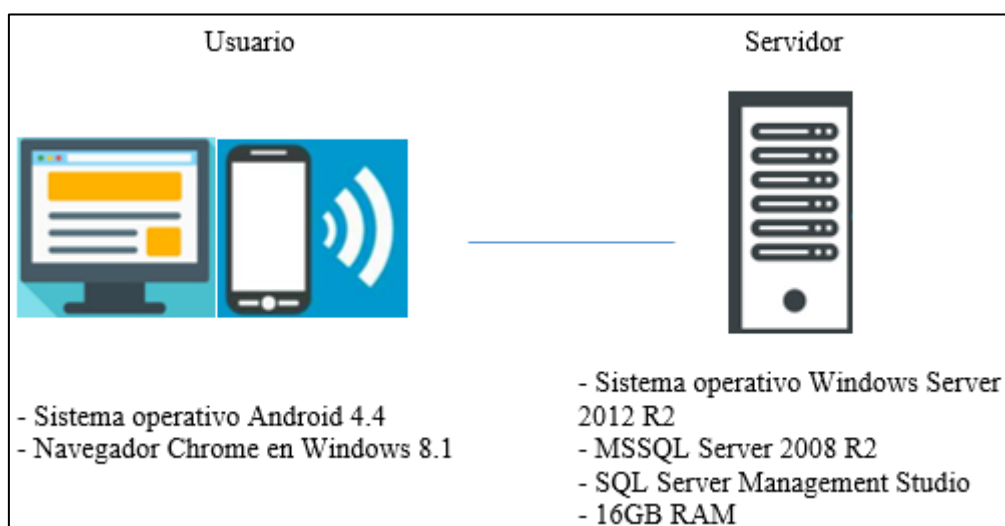 Usuario
Servidor
- Sistema operativo Android 4.4
- Navegador Chrome en Windows 8.1
- Sistema operativo Windows Server
2012 R2
- MSSQL Server 2008 R2
- SQL Server Management Studio
- 16GB RAM